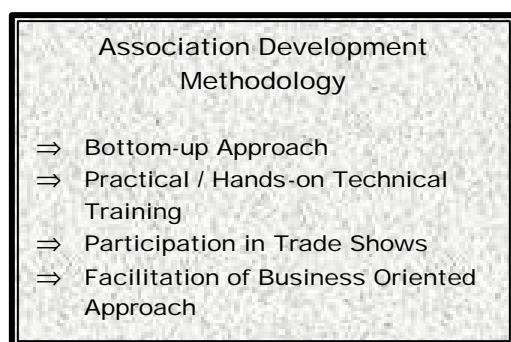 Association Development
Methodology
⇒ Bottom-up Approach
⇒ Practical / Hands-on Technical
Training
⇒ Participation in Trade Shows
⇒ Facilitation of Business Oriented
Approach